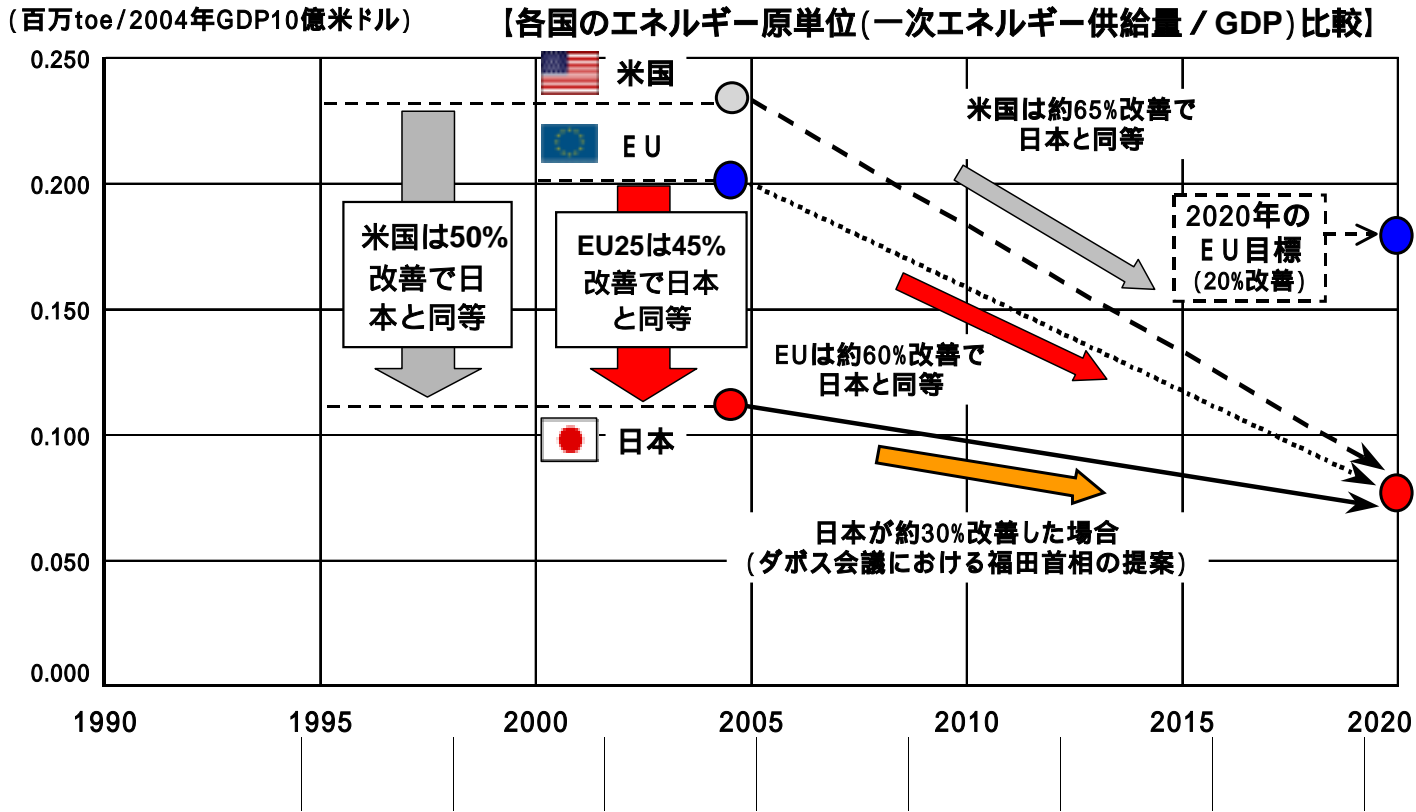 (百万toe/2004年GDP10億米ドル)
【各国のエネルギー原単位(一次エネルギー供給量/GDP)比較】
0.250
0.200
0.150
0.100
0.050
0.000
米国
EU
日本
米国は50%
改善で日
本と同等
EU25は45%
改善で日本
と同等
米国は約65%改善で
日本と同等
2020年の
EU目標
(20%改善)
EUは約60%改善で
日本と同等
日本が約30%改善した場合
(ダボス会議における福田首相の提案)
1990
1995
2000
2005
2010
2015
2020